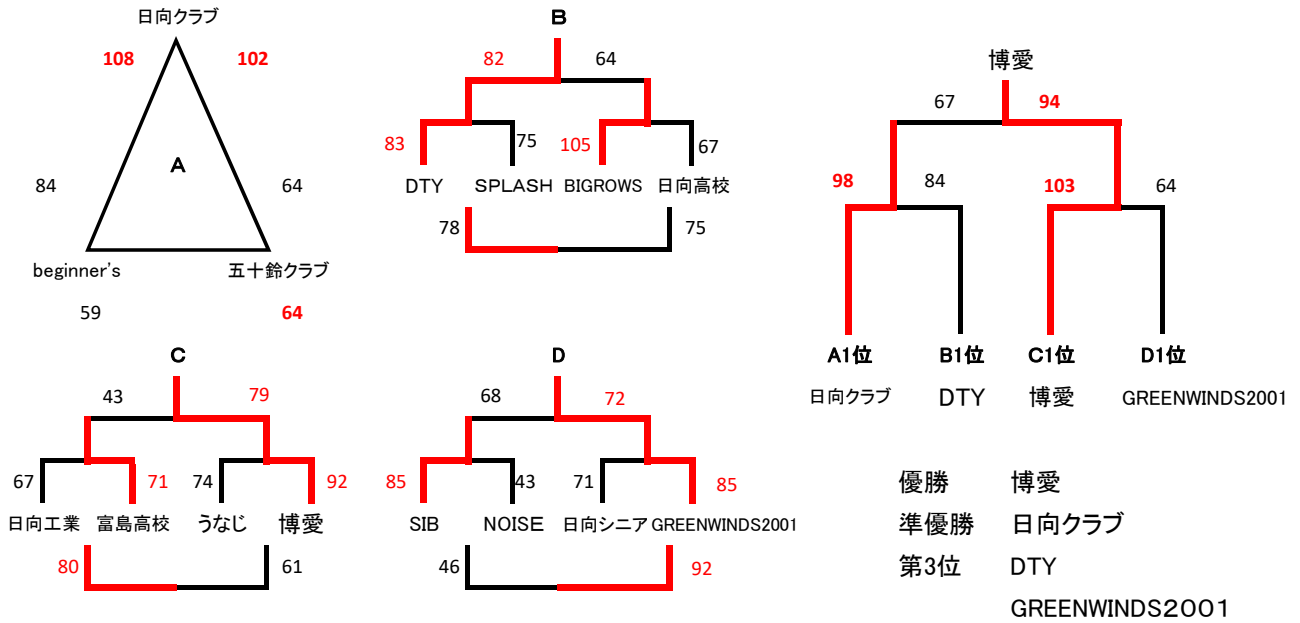 日向クラブ
108 102
A
84 64
beginner's 五十鈴クラブ
59 64
B
82 64
83 75 105 67
DTY SPLASH BIGROWS 日向高校
78 75
C
43 79
67 71 74 92
日向工業 富島高校 うなじ 博愛
80 61
D
68 72
85 43 71 85
SIB NOISE 日向シニア GREENWINDS2001
46 92
博愛
67 94
98 84 103 64
A1位 B1位 C1位 D1位
日向クラブ DTY 博愛 GREENWINDS2001
優勝 博愛
準優勝 日向クラブ
第3位 DTY
GREENWINDS2001